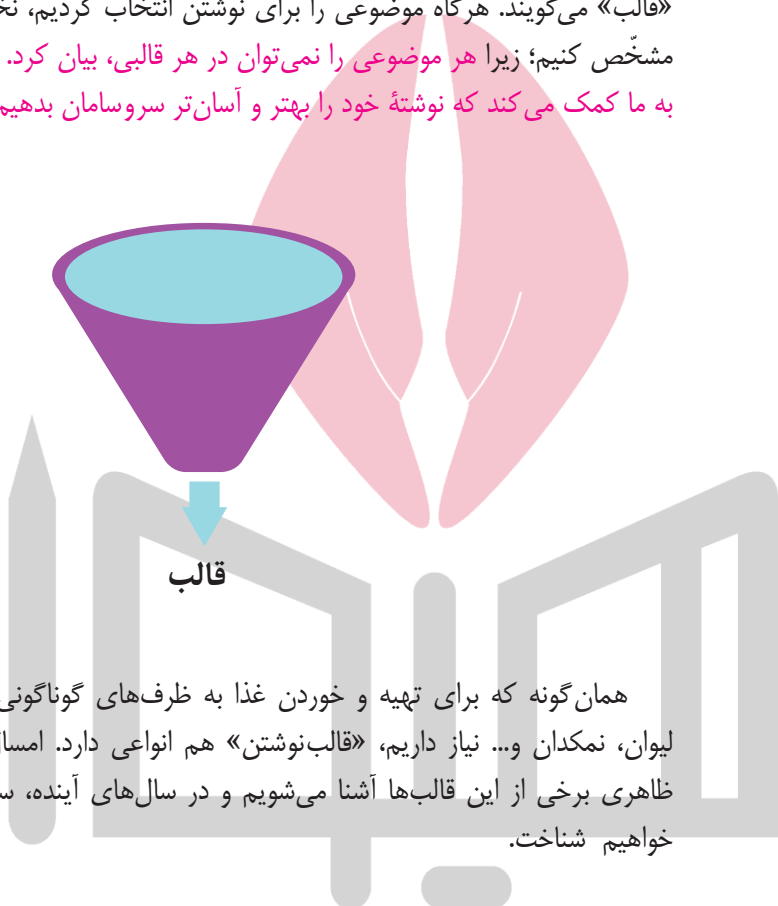 «قالب» می‌گویند. هرگاه موضوعی را برای نوشتن انتخاب کردیم،
مشخّص کنیم؛ زیرا هر موضوعی را نمی‌توان در هر قالبی، بیان کرد.
به ما کمک می‌کند که نوشتهٔ خود را بهتر و آسان‌تر سروسامان بدهیم
قالب
همان‌گونه که برای تهیه و خوردن غذا به ظرف‌های گوناگونی
لیوان، نمکدان و... نیاز داریم، «قالب‌نوشتن» هم انواعی دارد.
ظاهری برخی از این قالب‌ها آشنا می‌شویم و در سال‌های آینده،
خواهیم شناخت.